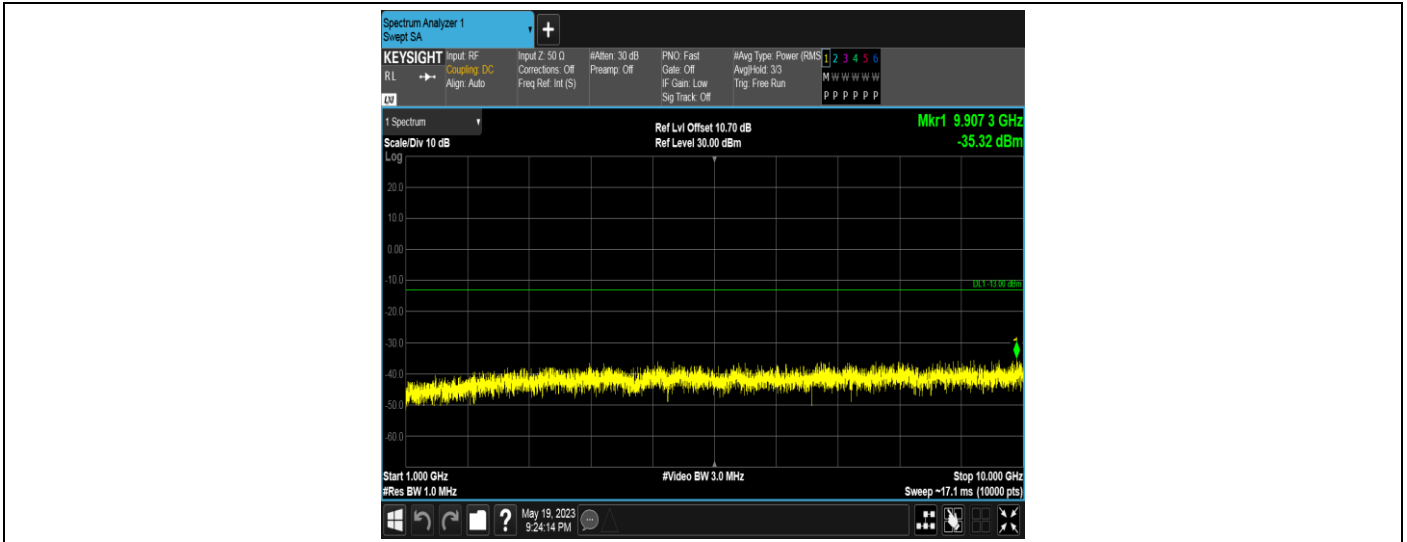 Spectrum Analyzer 1
Swept SA
+
KEYSIGHT
RL
LXI
Input: RF
Coupling: DC
Align: Auto
Input Z: 50 Ω
Corrections: Off
Freq Ref: Int (S)
#Atten: 30 dB
Preamp: Off
PNO: Fast
Gate: Off
IF Gain: Low
Sig Track: Off
#Avg Type: Power (RMS
Avg|Hold: 3/3
Trig: Free Run
1 2 3 4 5 6
M W W W W W
P P P P P P
1 Spectrum
Scale/Div 10 dB
Ref Lvl Offset 10.70 dB
Ref Level 30.00 dBm
Mkr1 9.907 3 GHz
-35.32 dBm
Log
20.0
10.0
0.00
-10.0
DL1 -13.00 dBm
-20.0
-30.0
1
-40.0
-50.0
-60.0
Start 1.000 GHz
#Res BW 1.0 MHz
#Video BW 3.0 MHz
Stop 10.000 GHz
Sweep ~17.1 ms (10000 pts)
?
May 19, 2023
9:24:14 PM